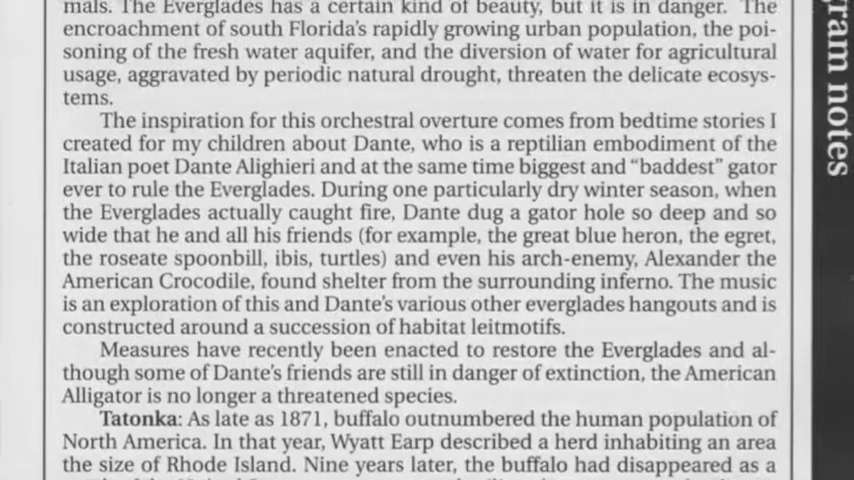 mals. The Everglades has a certain kind of beauty, but it is in danger. The
encroachment of south Florida's rapidly growing urban population, the poi-
soning of the fresh water aquifer, and the diversion of water for agricultural
usage, aggravated by periodic natural drought, threaten the delicate ecosys-
tems.
The inspiration for this orchestral overture comes from bedtime stories I
created for my children about Dante, who is a reptilian embodiment of the
Italian poet Dante Alighieri and at the same time biggest and “baddest” gator
ever to rule the Everglades. During one particularly dry winter season, when
the Everglades actually caught fire, Dante dug a gator hole so deep and so
wide that he and all his friends (for example, the great blue heron, the egret,
the roseate spoonbill, ibis, turtles) and even his arch-enemy, Alexander the
American Crocodile, found shelter from the surrounding inferno. The music
is an exploration of this and Dante's various other everglades hangouts and is
constructed around a succession of habitat leitmotifs.
Measures have recently been enacted to restore the Everglades and al-
though some of Dante's friends are still in danger of extinction, the American
Alligator is no longer a threatened species.
Tatonka: As late as 1871, buffalo outnumbered the human population of
North America. In that year, Wyatt Earp described a herd inhabiting an area
the size of Rhode Island. Nine years later, the buffalo had disappeared as a
gram notes